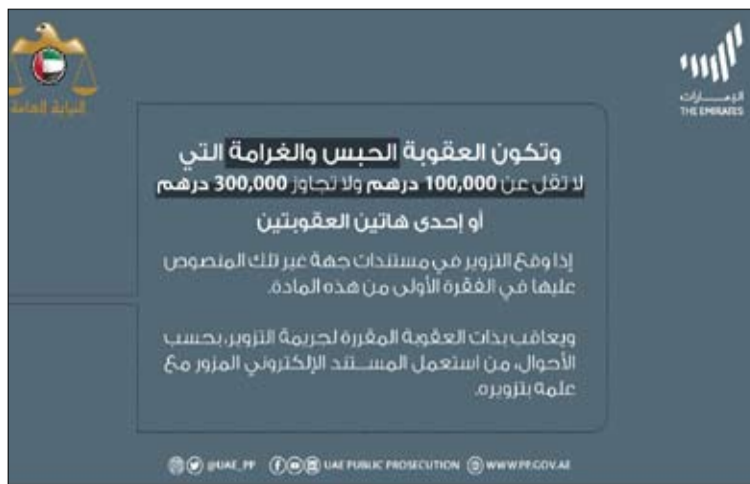 النيابة العامة
الإمارات
THE EMIRATES
وتكون العقوبة الحبس والغرامة التي
لا تقل عن 100,000 درهم ولا تجاوز 300,000 درهم
أو إحدى هاتين العقوبتين
إذا وقع التزوير في مستندات جهة غير تلك المنصوص
عليها في الفقرة الأولى من هذه المادة.
ويعاقب بذات العقوبة المقررة لجريمة التزوير، بحسب
الأحوال، من استعمل المستند الإلكتروني المزور مع
علمه بتزويره.
@UAE_PP UAE PUBLIC PROSECUTION WWW.PP.GOV.AE